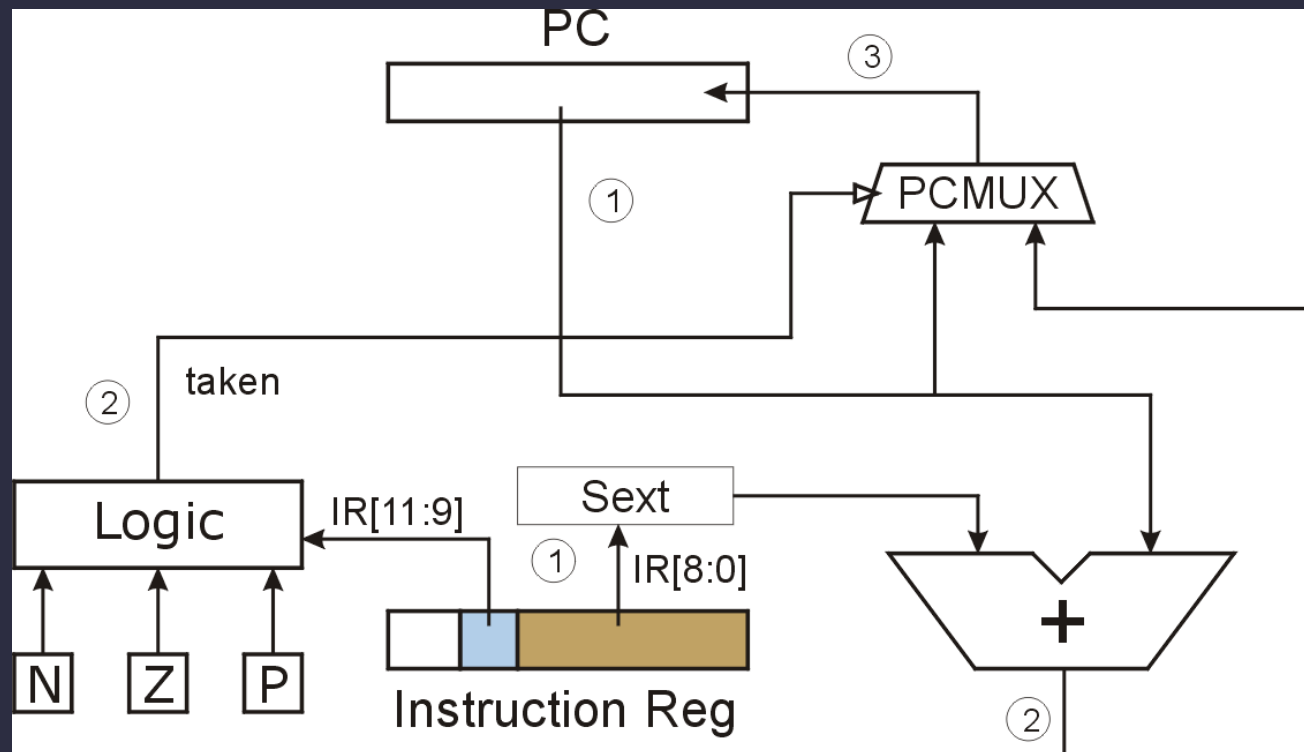 PC
3
1
PCMUX
taken
2
Logic
IR[11:9]
Sext
1
IR[8:0]
+
N
Z
P
Instruction Reg
2